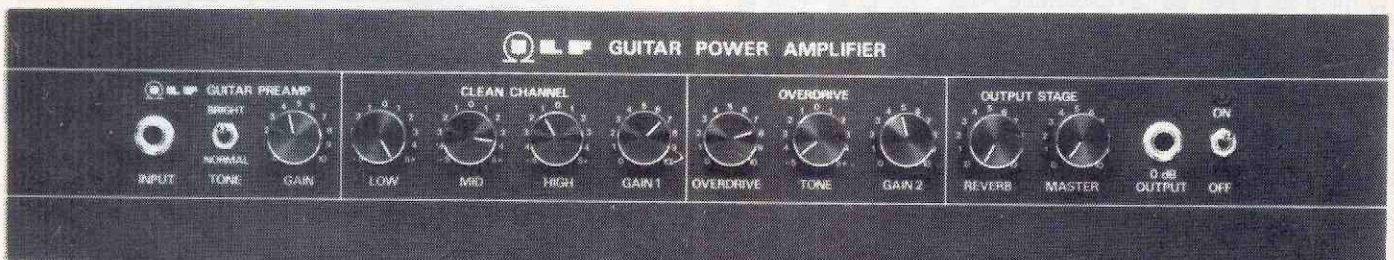 GUITAR POWER AMPLIFIER
GUITAR PREAMP
CLEAN CHANNEL
OVERDRIVE
OUTPUT STAGE
BRIGHT
NORMAL
ON
INPUT
TONE
GAIN
LOW
MID
HIGH
GAIN 1
OVERDRIVE
TONE
GAIN 2
REVERB
MASTER
0 dB
OUTPUT
OFF